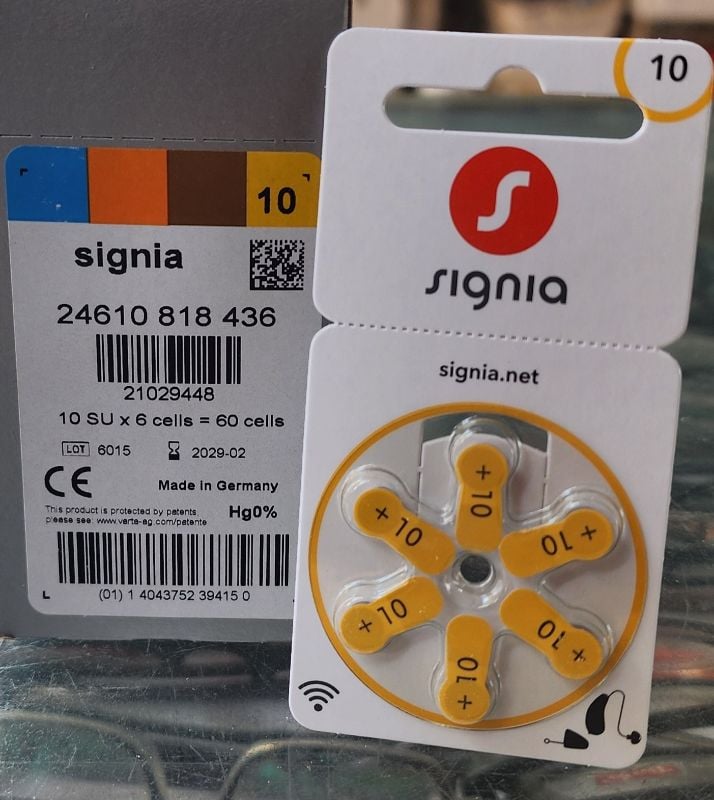 10
signia
24610 818 436
21029448
10 SU x 6 cells = 60 cells
LOT 6015 2029-02
CE
Made in Germany
This product is protected by patents,
please see: www.varta-ag.com/patente
Hg0%
(01) 1 4043752 39415 0
10
S
signia
signia.net
+ 10
+ 10
+ 10
+ 10
+ 10
+ 10